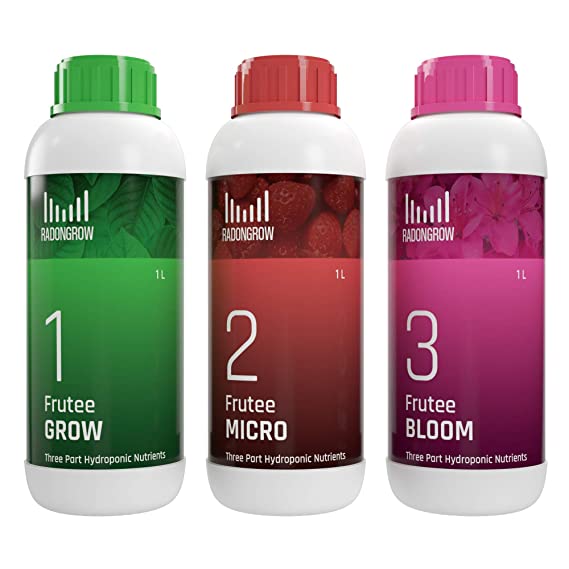 RADONGROW
1 L
1
Frutee
GROW
Three Part Hydroponic Nutrients
RADONGROW
1 L
2
Frutee
MICRO
Three Part Hydroponic Nutrients
RADONGROW
1 L
3
Frutee
BLOOM
Three Part Hydroponic Nutrients